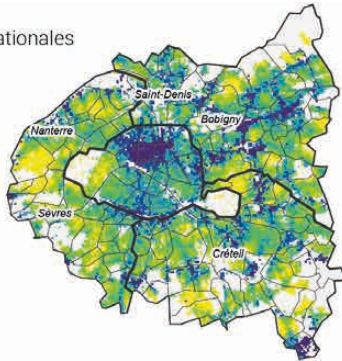 ationales
Saint-Denis
Bobigny
Nanterre
Sèvres
Créteil